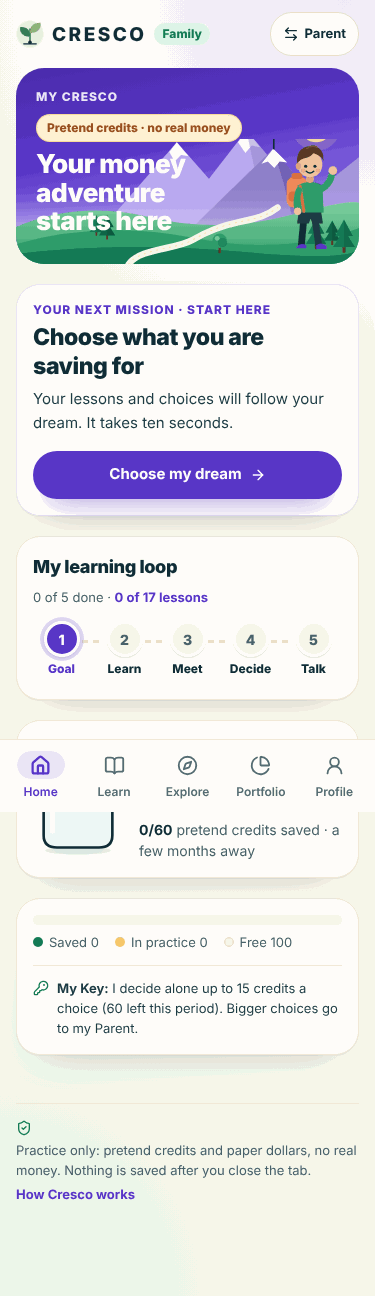 CRESCO Family
Parent
MY CRESCO
Pretend credits · no real money
Your money
adventure
starts here
YOUR NEXT MISSION · START HERE
Choose what you are
saving for
Your lessons and choices will follow your
dream. It takes ten seconds.
Choose my dream →
My learning loop
0 of 5 done · 0 of 17 lessons
1 2 3 4 5
Goal Learn Meet Decide Talk
Home Learn Explore Portfolio Profile
0/60 pretend credits saved · a
few months away
Saved 0 In practice 0 Free 100
My Key: I decide alone up to 15 credits a
choice (60 left this period). Bigger choices go
to my Parent.
Practice only: pretend credits and paper dollars, no real
money. Nothing is saved after you close the tab.
How Cresco works